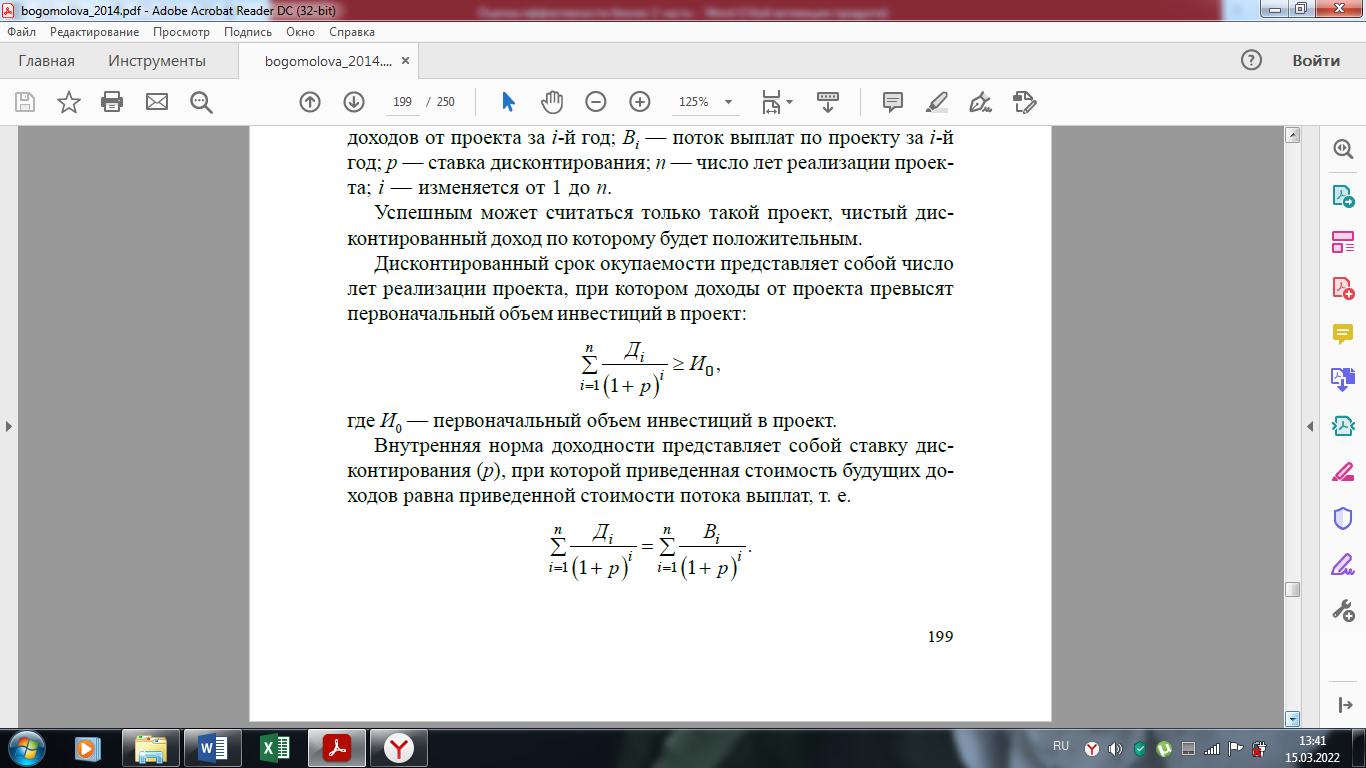 bogomolova_2014.pdf - Adobe Acrobat Reader DC (32-bit)
Файл Редактирование Просмотр Подпись Окно Справка
Главная Инструменты bogomolova_2014.... × Войти
199 / 250 125%
доходов от проекта за i-й год; Bᵢ — поток выплат по проекту за i-й
год; p — ставка дисконтирования; n — число лет реализации проек-
та; i — изменяется от 1 до n.
Успешным может считаться только такой проект, чистый дис-
контированный доход по которому будет положительным.
Дисконтированный срок окупаемости представляет собой число
лет реализации проекта, при котором доходы от проекта превысят
первоначальный объем инвестиций в проект:
∑ⁿᵢ₌₁ Дᵢ/(1 + p)ⁱ ≥ И₀,
где И₀ — первоначальный объем инвестиций в проект.
Внутренняя норма доходности представляет собой ставку дис-
контирования (p), при которой приведенная стоимость будущих до-
ходов равна приведенной стоимости потока выплат, т. е.
∑ⁿᵢ₌₁ Дᵢ/(1 + p)ⁱ = ∑ⁿᵢ₌₁ Bᵢ/(1 + p)ⁱ.
199
RU
13:41
15.03.2022